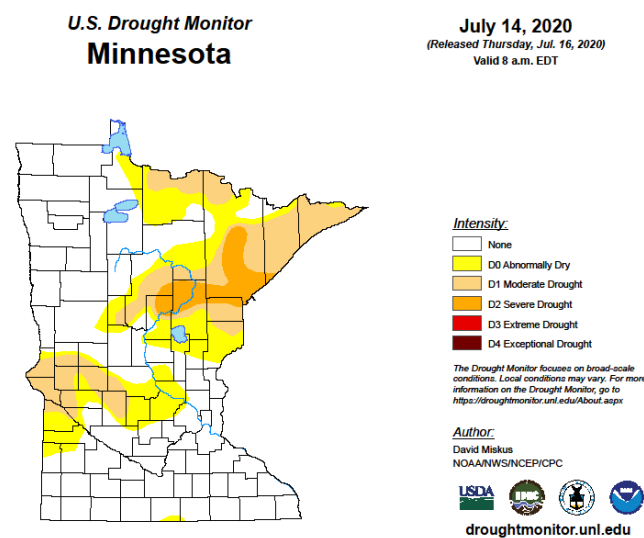 U.S. Drought Monitor
Minnesota
July 14, 2020
(Released Thursday, Jul. 16, 2020)
Valid 8 a.m. EDT
Intensity:
None
D0 Abnormally Dry
D1 Moderate Drought
D2 Severe Drought
D3 Extreme Drought
D4 Exceptional Drought
The Drought Monitor focuses on broad-scale
conditions. Local conditions may vary. For more
information on the Drought Monitor, go to
https://droughtmonitor.unl.edu/About.aspx
Author:
David Miskus
NOAA/NWS/NCEP/CPC
USDA
droughtmonitor.unl.edu